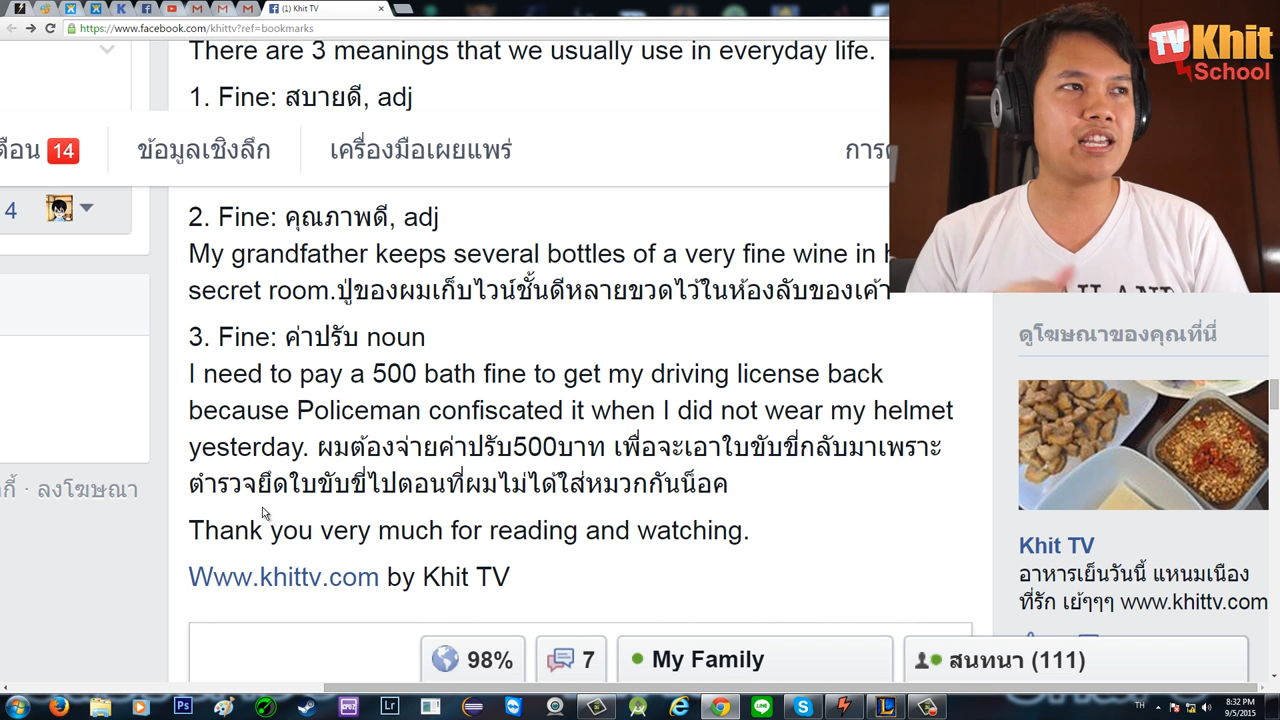 (1) Khit TV
https://www.facebook.com/khittv?ref=bookmarks
TV Khit
School
There are 3 meanings that we usually use in everyday life.
1. Fine: สบายดี, adj
ตือน 14 ข้อมูลเชิงลึก เครื่องมือเผยแพร่ การต
4
2. Fine: คุณภาพดี, adj
My grandfather keeps several bottles of a very fine wine in h
secret room.ปู่ของผมเก็บไวน์ชั้นดีหลายขวดไว้ในห้องลับของเค้า
3. Fine: ค่าปรับ noun
I need to pay a 500 bath fine to get my driving license back
because Policeman confiscated it when I did not wear my helmet
yesterday. ผมต้องจ่ายค่าปรับ500บาท เพื่อจะเอาใบขับขี่กลับมาเพราะ
ตำรวจยึดใบขับขี่ไปตอนที่ผมไม่ได้ใส่หมวกกันน็อค
Thank you very much for reading and watching.
Www.khittv.com by Khit TV
กี้ · ลงโฆษณา
ดูโฆษณาของคุณที่นี่
Khit TV
อาหารเย็นวันนี้ แหนมเนือง
ที่รัก เย้ๆๆๆ www.khittv.com
98% 7 My Family สนทนา (111)
TH 8:32 PM
9/5/2015